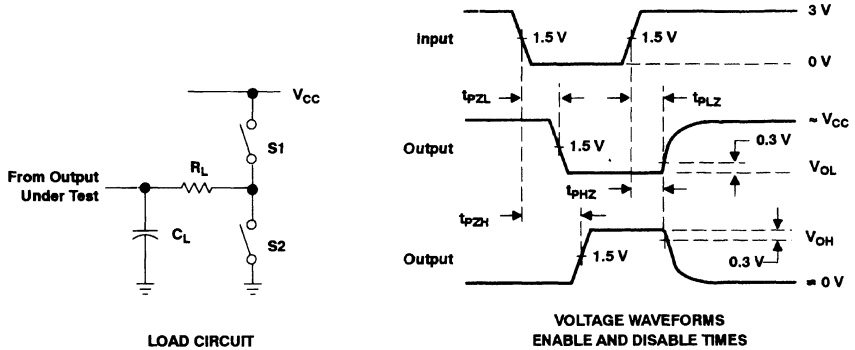 VCC
S1
RL
From Output
Under Test
CL
S2
LOAD CIRCUIT
Input
1.5 V
1.5 V
3 V
0 V
tPZL
tPLZ
Output
1.5 V
≈ VCC
0.3 V
VOL
tPHZ
tPZH
Output
1.5 V
VOH
0.3 V
≈ 0 V
VOLTAGE WAVEFORMS
ENABLE AND DISABLE TIMES